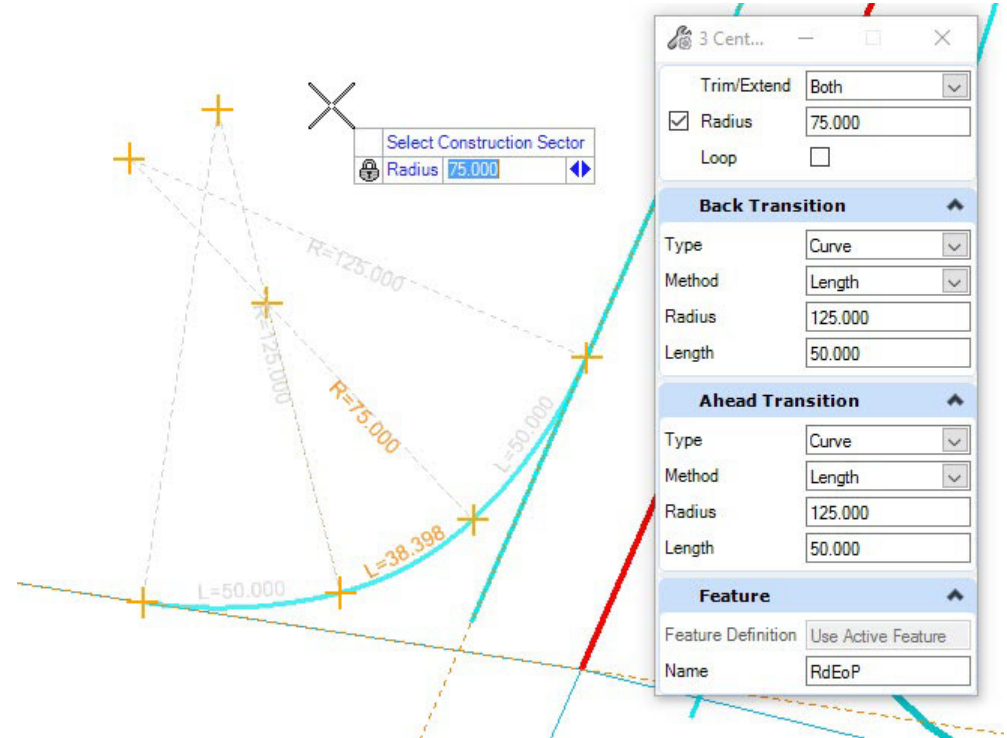 3 Cent...
Trim/Extend Both
Radius 75.000
Loop
Back Transition
Type Curve
Method Length
Radius 125.000
Length 50.000
Ahead Transition
Type Curve
Method Length
Radius 125.000
Length 50.000
Feature
Feature Definition Use Active Feature
Name RdEoP
Select Construction Sector
Radius 75.000
R=125.000
R=125.000
R=75.000
L=50.000
L=38.398
L=50.000